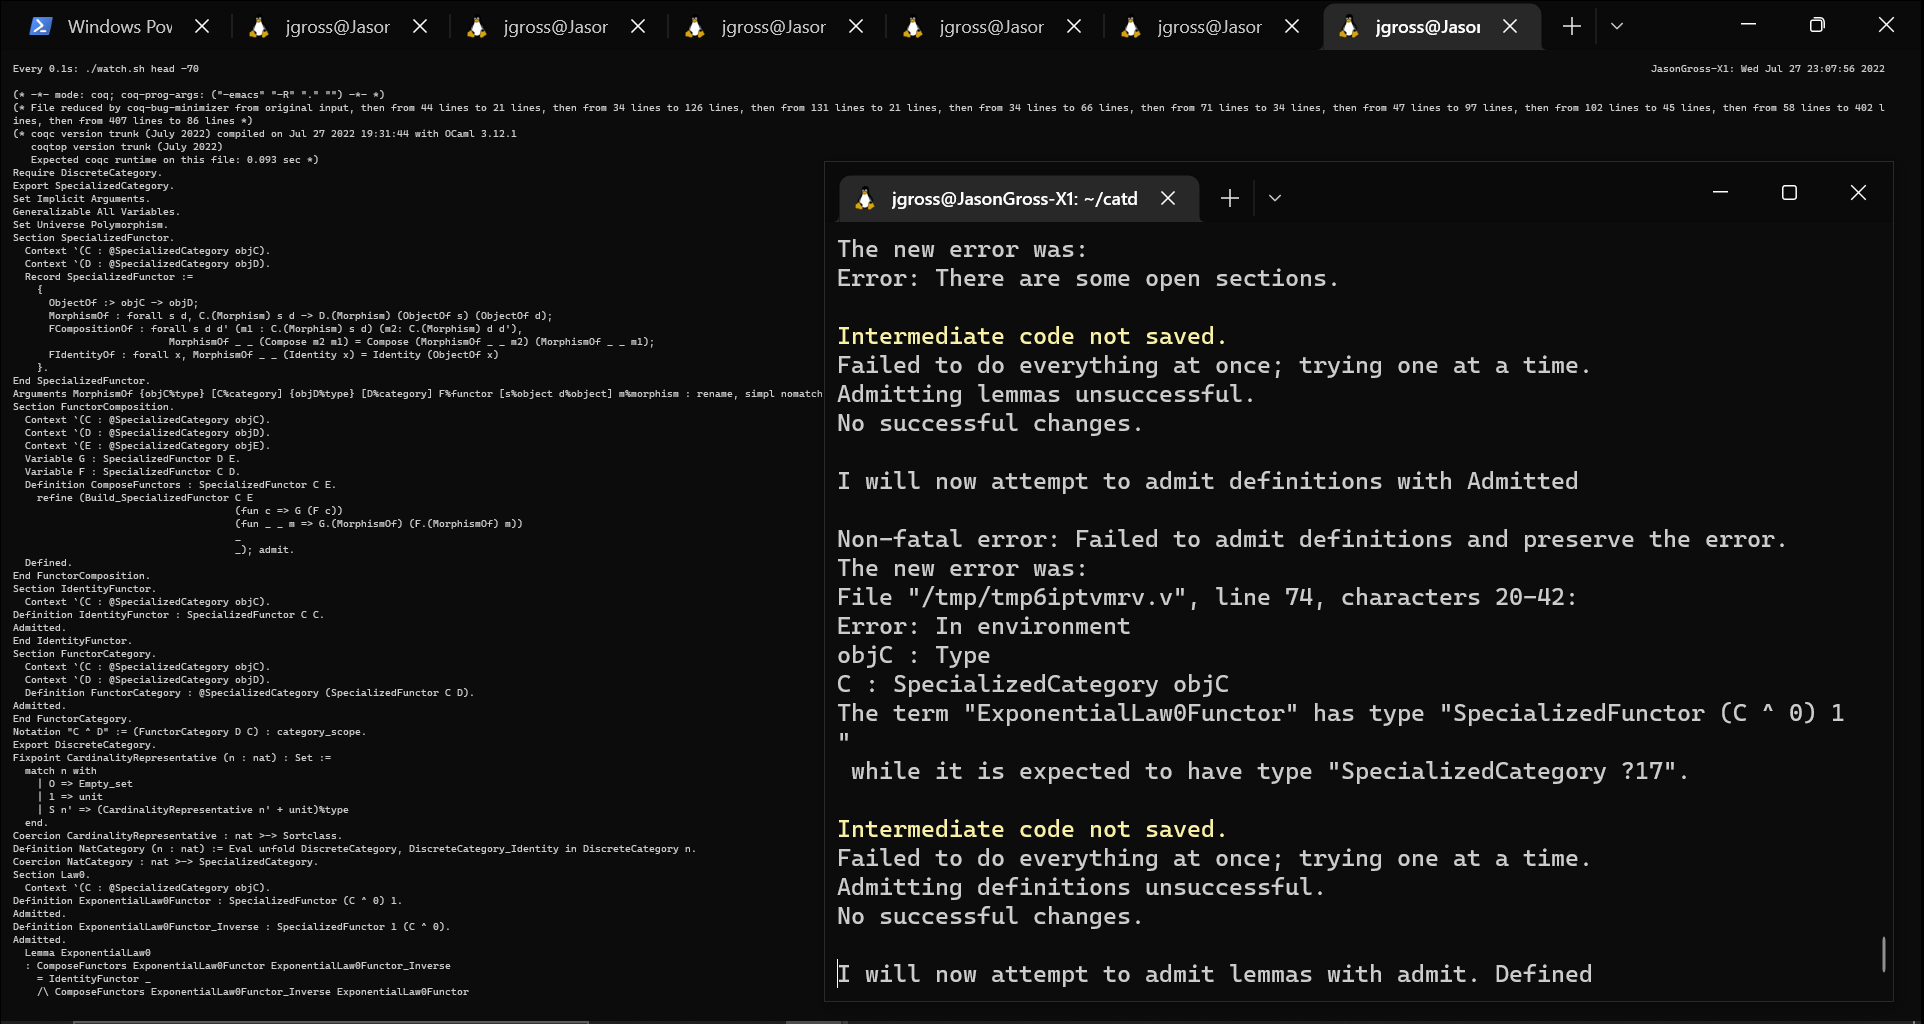 Windows Pow
jgross@Jasor
jgross@Jasor
jgross@Jasor
jgross@Jasor
jgross@Jasor
jgross@Jasor
Every 0.1s: ./watch.sh head -70
JasonGross-X1: Wed Jul 27 23:07:56 2022
(* -*- mode: coq; coq-prog-args: ("-emacs" "-R" "." "") -*- *)
(* File reduced by coq-bug-minimizer from original input, then from 44 lines to 21 lines, then from 34 lines to 126 lines, then from 131 lines to 21 lines, then from 34 lines to 66 lines, then from 71 lines to 34 lines, then from 47 lines to 97 lines, then from 102 lines to 45 lines, then from 58 lines to 402 l
ines, then from 407 lines to 86 lines *)
(* coqc version trunk (July 2022) compiled on Jul 27 2022 19:31:44 with OCaml 3.12.1
   coqtop version trunk (July 2022)
   Expected coqc runtime on this file: 0.093 sec *)
Require DiscreteCategory.
Export SpecializedCategory.
Set Implicit Arguments.
Generalizable All Variables.
Set Universe Polymorphism.
Section SpecializedFunctor.
  Context `(C : @SpecializedCategory objC).
  Context `(D : @SpecializedCategory objD).
  Record SpecializedFunctor :=
    {
      ObjectOf :> objC -> objD;
      MorphismOf : forall s d, C.(Morphism) s d -> D.(Morphism) (ObjectOf s) (ObjectOf d);
      FCompositionOf : forall s d d' (m1 : C.(Morphism) s d) (m2: C.(Morphism) d d'),
                          MorphismOf _ _ (Compose m2 m1) = Compose (MorphismOf _ _ m2) (MorphismOf _ _ m1);
      FIdentityOf : forall x, MorphismOf _ _ (Identity x) = Identity (ObjectOf x)
    }.
End SpecializedFunctor.
Arguments MorphismOf {objC%type} [C%category] {objD%type} [D%category] F%functor [s%object d%object] m%morphism : rename, simpl nomatch
Section FunctorComposition.
  Context `(C : @SpecializedCategory objC).
  Context `(D : @SpecializedCategory objD).
  Context `(E : @SpecializedCategory objE).
  Variable G : SpecializedFunctor D E.
  Variable F : SpecializedFunctor C D.
  Definition ComposeFunctors : SpecializedFunctor C E.
    refine (Build_SpecializedFunctor C E
                                     (fun c => G (F c))
                                     (fun _ _ m => G.(MorphismOf) (F.(MorphismOf) m))
                                     _
                                     _); admit.
  Defined.
End FunctorComposition.
Section IdentityFunctor.
  Context `(C : @SpecializedCategory objC).
Definition IdentityFunctor : SpecializedFunctor C C.
Admitted.
End IdentityFunctor.
Section FunctorCategory.
  Context `(C : @SpecializedCategory objC).
  Context `(D : @SpecializedCategory objD).
  Definition FunctorCategory : @SpecializedCategory (SpecializedFunctor C D).
Admitted.
End FunctorCategory.
Notation "C ^ D" := (FunctorCategory D C) : category_scope.
Export DiscreteCategory.
Fixpoint CardinalityRepresentative (n : nat) : Set :=
  match n with
    | O => Empty_set
    | 1 => unit
    | S n' => (CardinalityRepresentative n' + unit)%type
  end.
Coercion CardinalityRepresentative : nat >-> Sortclass.
Definition NatCategory (n : nat) := Eval unfold DiscreteCategory, DiscreteCategory_Identity in DiscreteCategory n.
Coercion NatCategory : nat >-> SpecializedCategory.
Section Law0.
  Context `(C : @SpecializedCategory objC).
Definition ExponentialLaw0Functor : SpecializedFunctor (C ^ 0) 1.
Admitted.
Definition ExponentialLaw0Functor_Inverse : SpecializedFunctor 1 (C ^ 0).
Admitted.
  Lemma ExponentialLaw0
  : ComposeFunctors ExponentialLaw0Functor ExponentialLaw0Functor_Inverse
    = IdentityFunctor _
    /\ ComposeFunctors ExponentialLaw0Functor_Inverse ExponentialLaw0Functor
jgross@JasonGross-X1: ~/catd
The new error was:
Error: There are some open sections.
Intermediate code not saved.
Failed to do everything at once; trying one at a time.
Admitting lemmas unsuccessful.
No successful changes.
I will now attempt to admit definitions with Admitted
Non-fatal error: Failed to admit definitions and preserve the error.
The new error was:
File "/tmp/tmp6iptvmrv.v", line 74, characters 20-42:
Error: In environment
objC : Type
C : SpecializedCategory objC
The term "ExponentialLaw0Functor" has type "SpecializedFunctor (C ^ 0) 1
"
 while it is expected to have type "SpecializedCategory ?17".
Intermediate code not saved.
Failed to do everything at once; trying one at a time.
Admitting definitions unsuccessful.
No successful changes.
I will now attempt to admit lemmas with admit. Defined